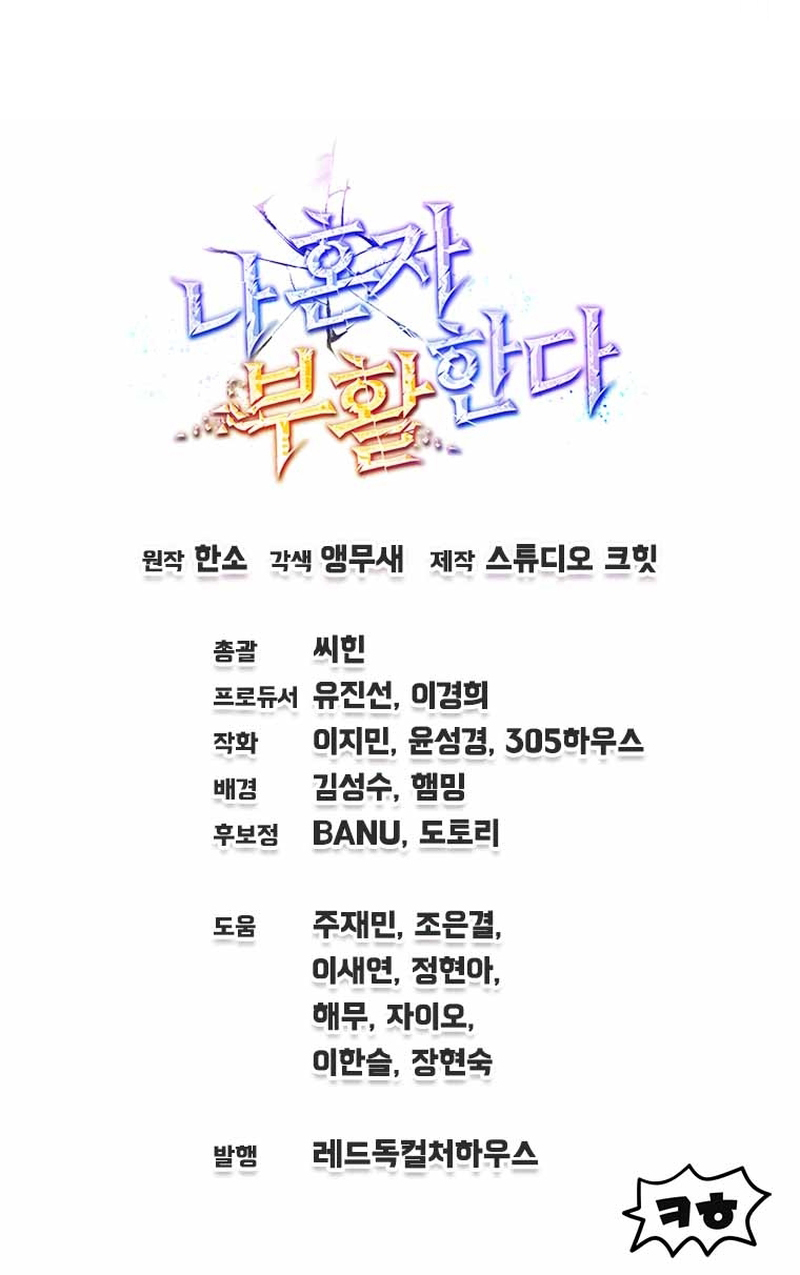 나 혼자
부활한다
원작 한소 각색 앵무새 제작 스튜디오 크힛
총괄 씨힌
프로듀서 유진선, 이경희
작화 이지민, 윤성경, 305하우스
배경 김성수, 햄밍
후보정 BANU, 도토리
도움 주재민, 조은결,
이새연, 정현아,
해무, 자이오,
이한슬, 장현숙
발행 레드독컬처하우스
ㅋㅎ